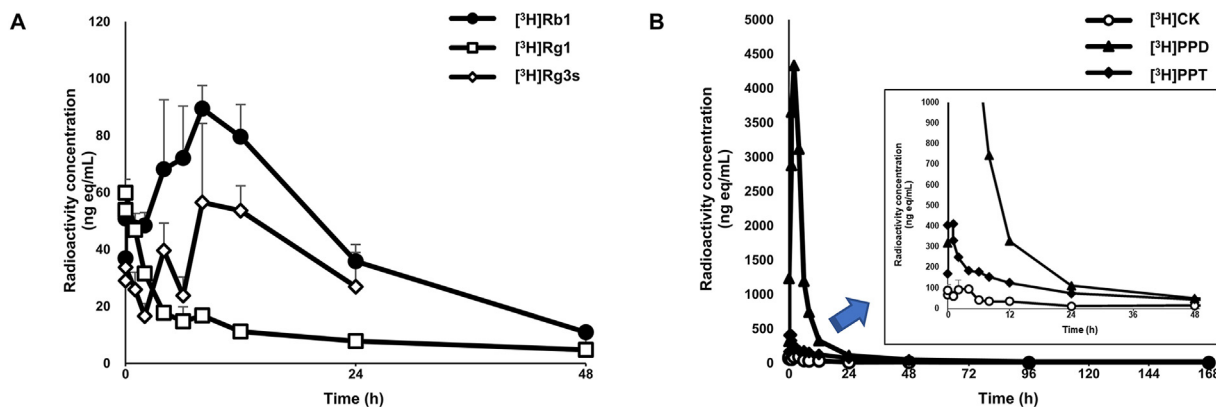 A
120
100
80
60
40
20
0
0
24
48
Radioactivity concentration
(ng eq/mL)
Time (h)
[³H]Rb1
[³H]Rg1
[³H]Rg3s
B
5000
4500
4000
3500
3000
2500
2000
1500
1000
500
0
0
24
48
72
96
120
144
168
Radioactivity concentration
(ng eq/mL)
Time (h)
[³H]CK
[³H]PPD
[³H]PPT
1000
900
800
700
600
500
400
300
200
100
0
0
12
24
36
48
Radioactivity concentration
(ng eq/mL)
Time (h)